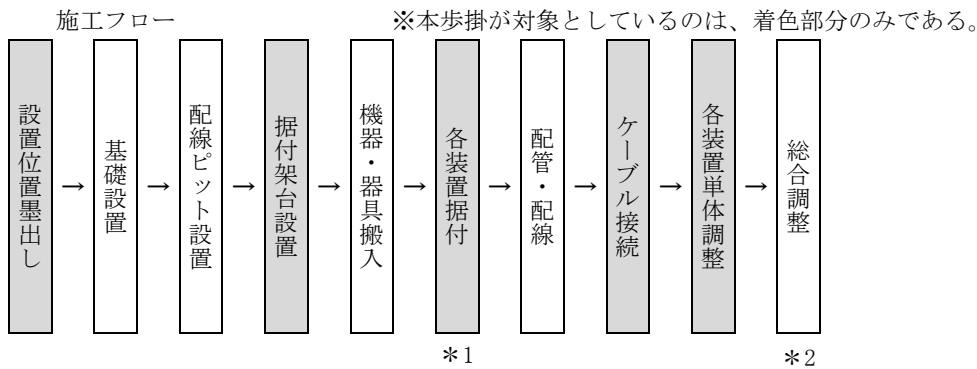 施工フロー
※本歩掛が対象としているのは、着色部分のみである。
設置位置墨出し
→
基礎設置
→
配線ピット設置
→
据付架台設置
→
機器・器具搬入
→
各装置据付
→
配管・配線
→
ケーブル接続
→
各装置単体調整
→
総合調整
＊1
＊2